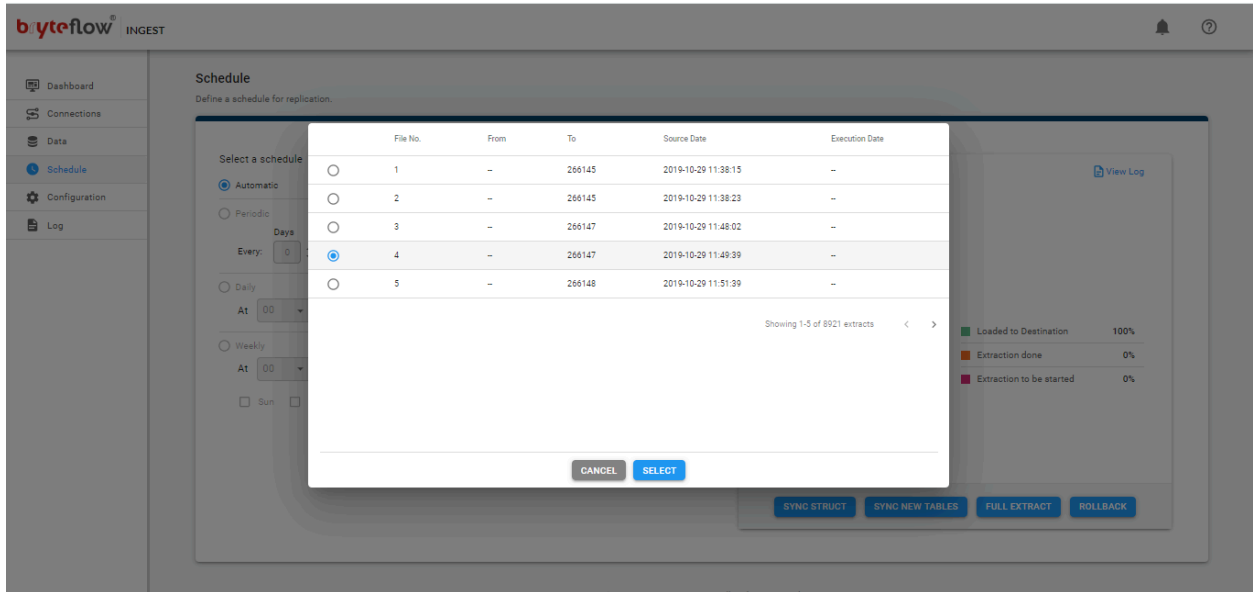 bryteflow® INGEST
Dashboard
Connections
Data
Schedule
Configuration
Log
Schedule
Define a schedule for replication.
Select a schedule
Automatic
Periodic
Days
Every: 0
Daily
At 00
Weekly
At 00
Sun
File No. From To Source Date Execution Date
1 -- 266145 2019-10-29 11:38:15 --
2 -- 266145 2019-10-29 11:38:23 --
3 -- 266147 2019-10-29 11:48:02 --
4 -- 266147 2019-10-29 11:49:39 --
5 -- 266148 2019-10-29 11:51:39 --
Showing 1-5 of 8921 extracts < >
CANCEL SELECT
View Log
Loaded to Destination 100%
Extraction done 0%
Extraction to be started 0%
SYNC STRUCT SYNC NEW TABLES FULL EXTRACT ROLLBACK